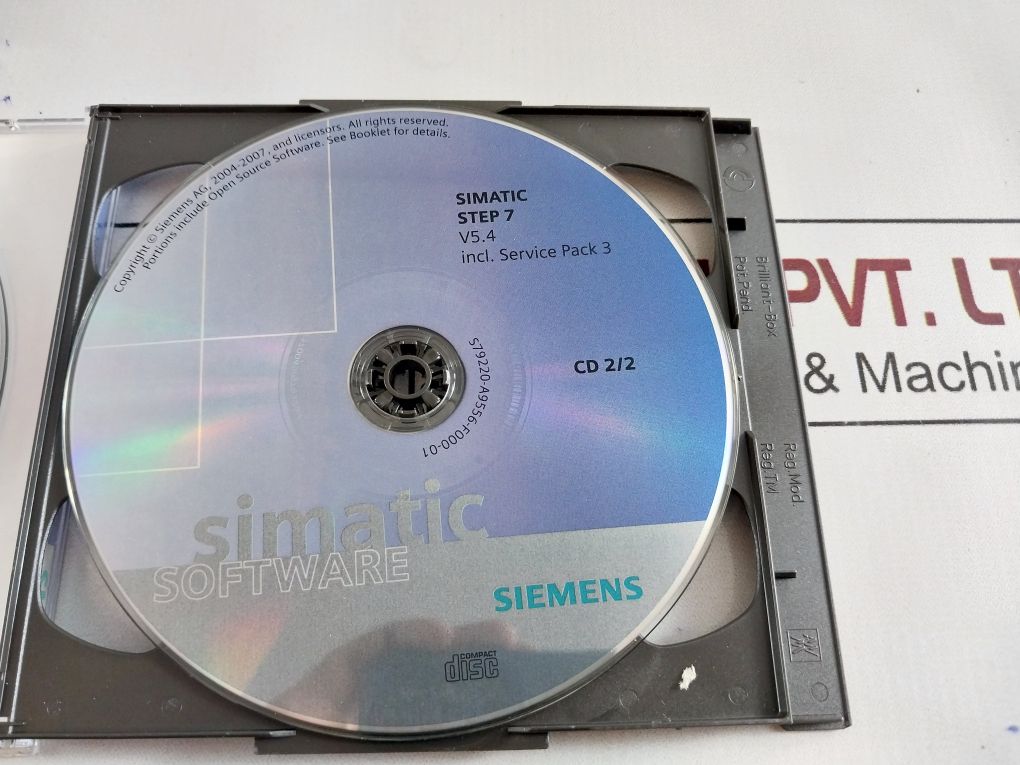 Copyright © Siemens AG, 2004-2007, and licensors. All rights reserved.
Portions include Open Source Software. See Booklet for details.
SIMATIC
STEP 7
V5.4
incl. Service Pack 3
CD 2/2
S79220-A9556-F000-01
simatic
SOFTWARE
SIEMENS
COMPACT
disc
Brilliant-Box
Pat. Pend.
Reg. Mod.
Reg. TM
PVT. LT
& Machin